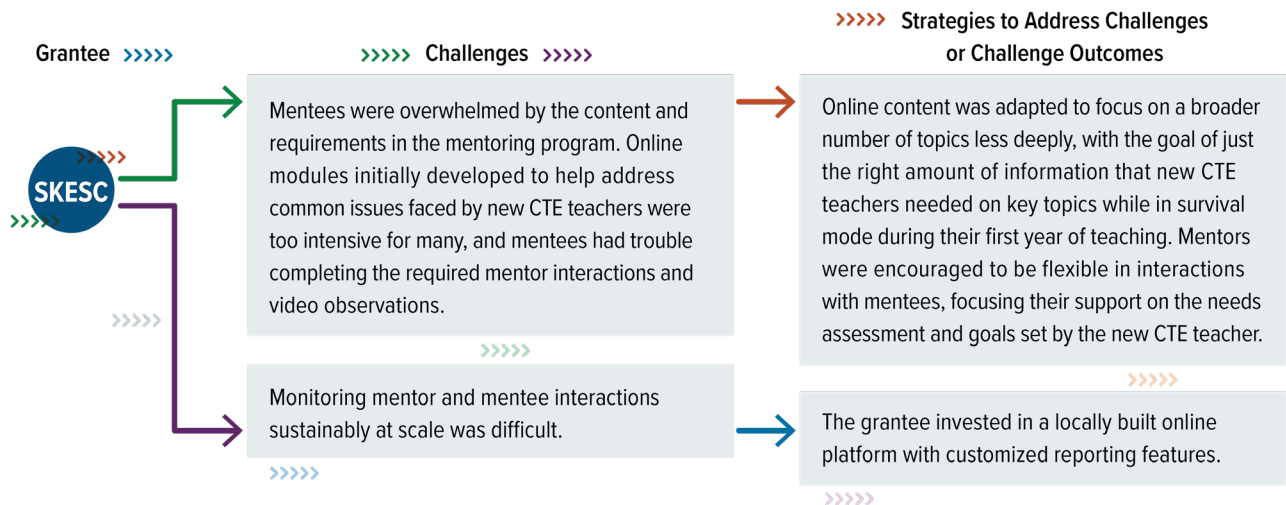 Grantee
Challenges
Strategies to Address Challenges
or Challenge Outcomes
SKESC
Mentees were overwhelmed by the content and
requirements in the mentoring program. Online
modules initially developed to help address
common issues faced by new CTE teachers were
too intensive for many, and mentees had trouble
completing the required mentor interactions and
video observations.
Online content was adapted to focus on a broader
number of topics less deeply, with the goal of just
the right amount of information that new CTE
teachers needed on key topics while in survival
mode during their first year of teaching. Mentors
were encouraged to be flexible in interactions
with mentees, focusing their support on the needs
assessment and goals set by the new CTE teacher.
Monitoring mentor and mentee interactions
sustainably at scale was difficult.
The grantee invested in a locally built online
platform with customized reporting features.